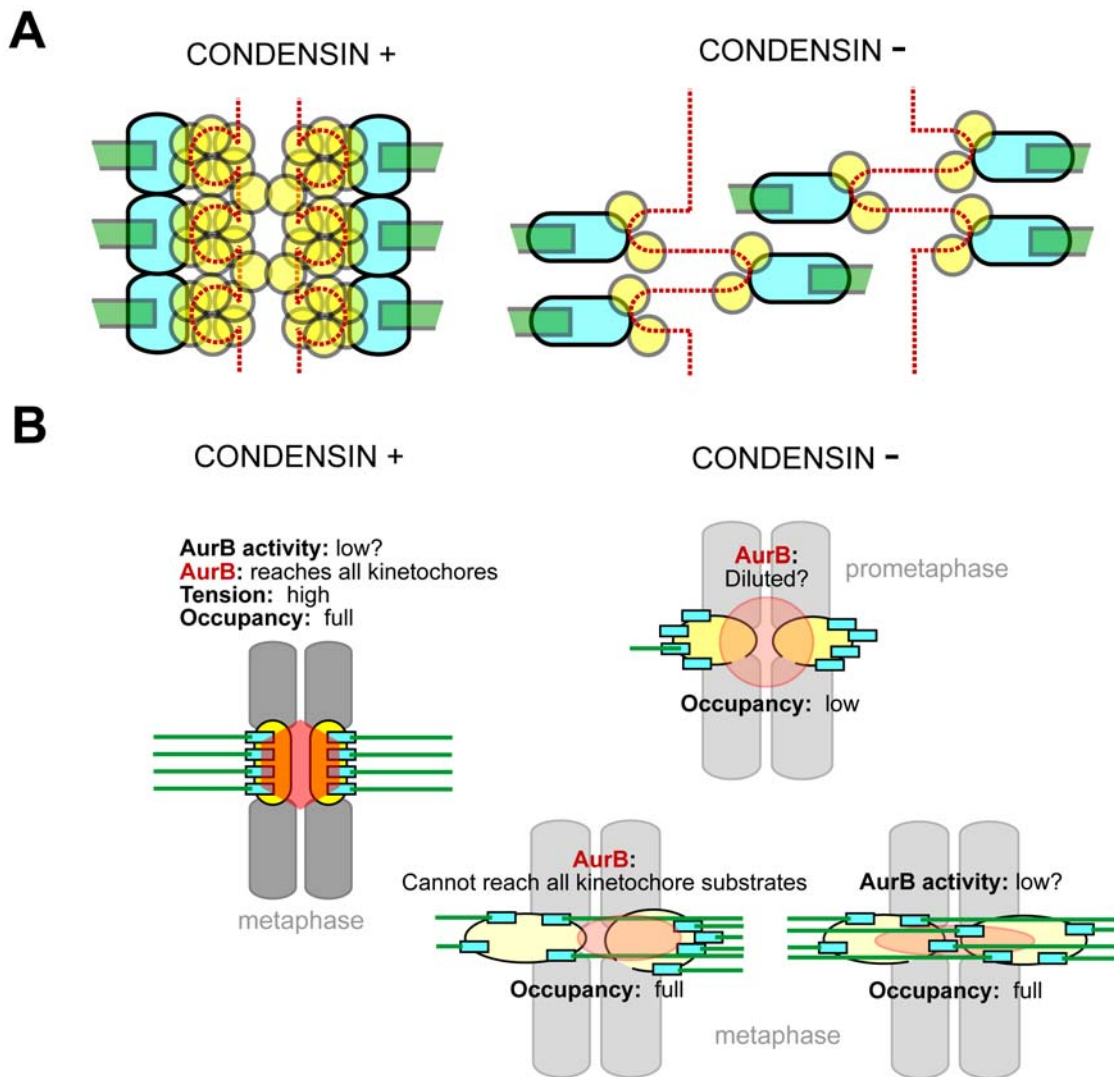 A
CONDENSIN +
CONDENSIN -
B
CONDENSIN +
CONDENSIN -
AurB activity: low?
AurB: reaches all kinetochores
Tension: high
Occupancy: full
metaphase
AurB:
Diluted?
prometaphase
Occupancy: low
AurB:
Cannot reach all kinetochore substrates
Occupancy: full
AurB activity: low?
Occupancy: full
metaphase